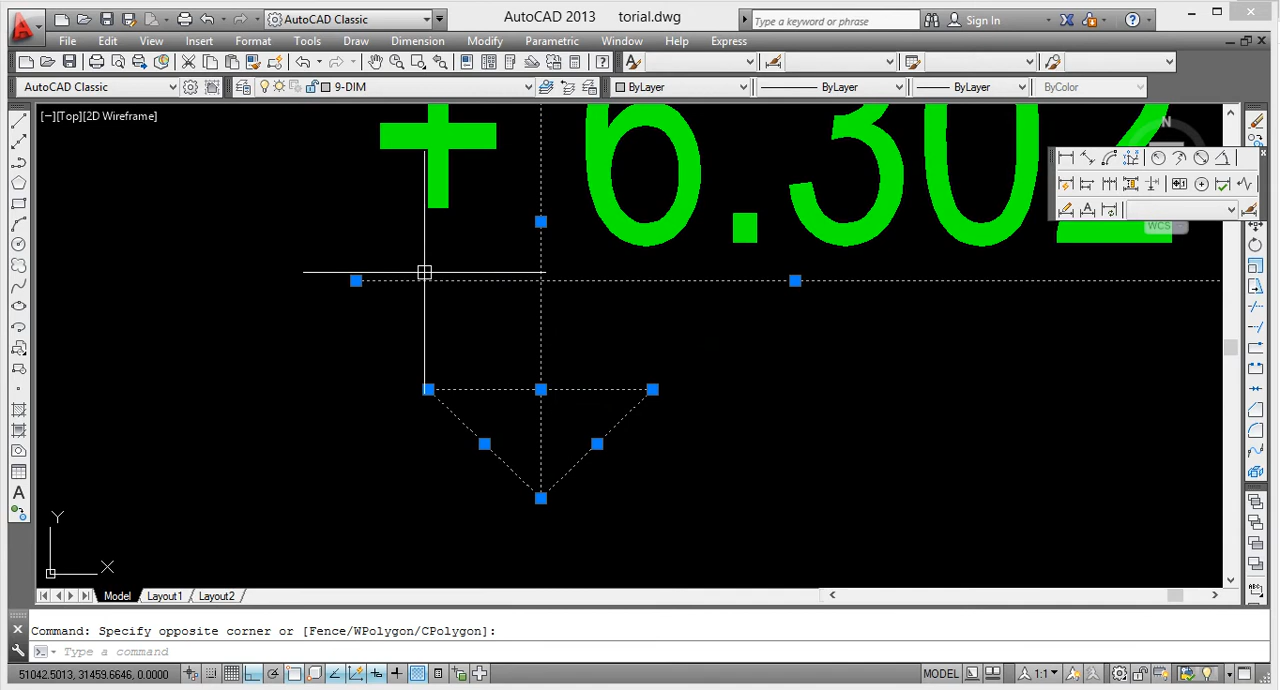 AutoCAD Classic
AutoCAD 2013 torial.dwg
Type a keyword or phrase
Sign In
File Edit View Insert Format Tools Draw Dimension Modify Parametric Window Help Express
AutoCAD Classic
9-DIM
ByLayer
ByLayer
ByLayer
ByColor
[−][Top][2D Wireframe]
+ 6.302
N
WCS
Y
X
Model Layout1 Layout2
Command: Specify opposite corner or [Fence/WPolygon/CPolygon]:
Type a command
51042.5013, 31459.6646, 0.0000
MODEL
1:1